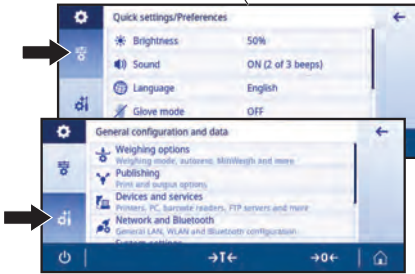 Quick settings/Preferences
Brightness 50%
Sound ON (2 of 3 beeps)
Language English
Glove mode OFF
General configuration and data
Weighing options
Weighing mode, autozero, MinWeigh and more
Publishing
Print and output options
Devices and services
Printers, PC, barcode readers, FTP servers and more
Network and Bluetooth
General LAN, WLAN and Bluetooth configuration
System settings
→T← →0←